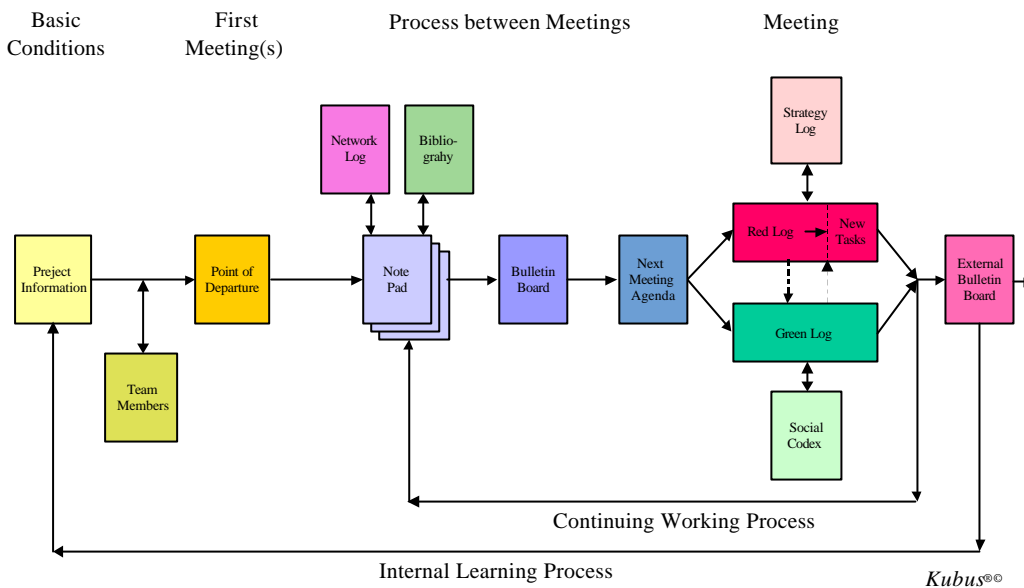 Basic
Conditions
First
Meeting(s)
Process between Meetings
Meeting
Network
Log
Biblio-
grahy
Strategy
Log
Preject
Information
Point of
Departure
Note
Pad
Bulletin
Board
Next
Meeting
Agenda
Red Log
New
Tasks
Green Log
External
Bulletin
Board
Team
Members
Social
Codex
Continuing Working Process
Internal Learning Process
Kubus®©